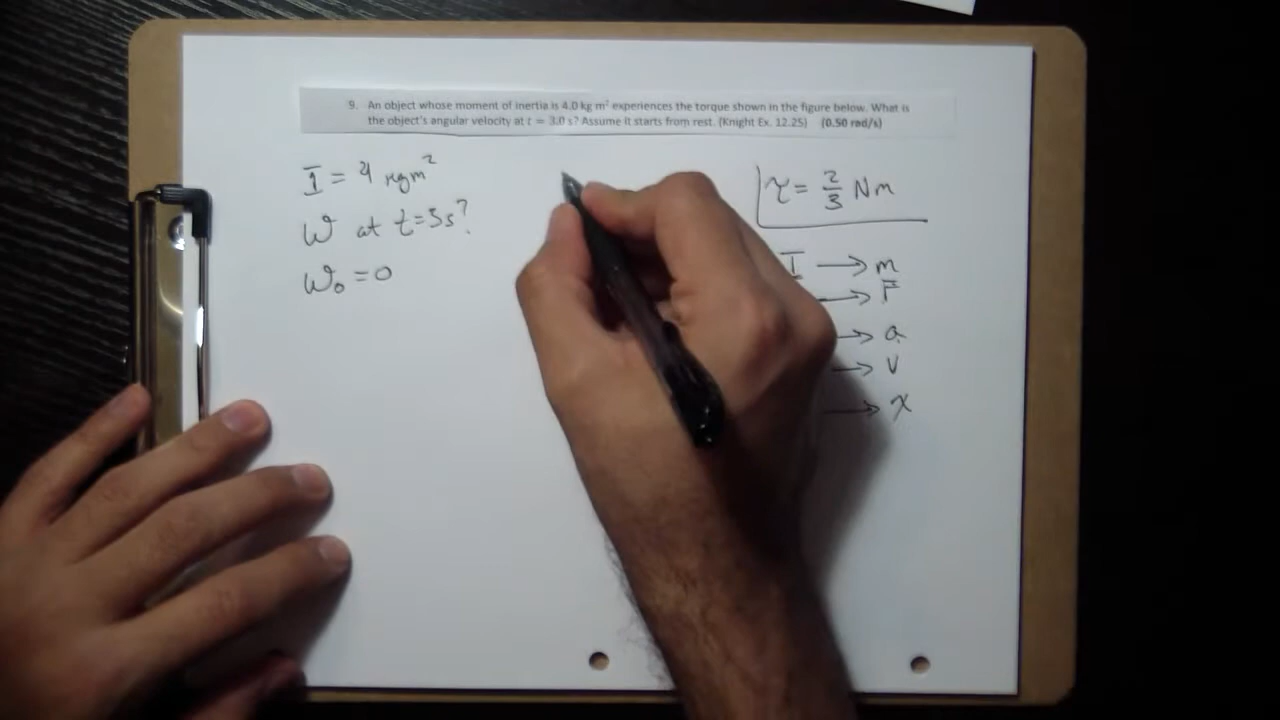 9. An object whose moment of inertia is 4.0 kg m² experiences the torque shown in the figure below. What is
the object's angular velocity at t = 3.0 s? Assume it starts from rest. (Knight Ex. 12.25) (0.50 rad/s)
I = 4 kgm²
ω at t=3s?
ω₀ = 0
τ = 2/3 Nm
I → m
→ F
→ a
→ v
→ x